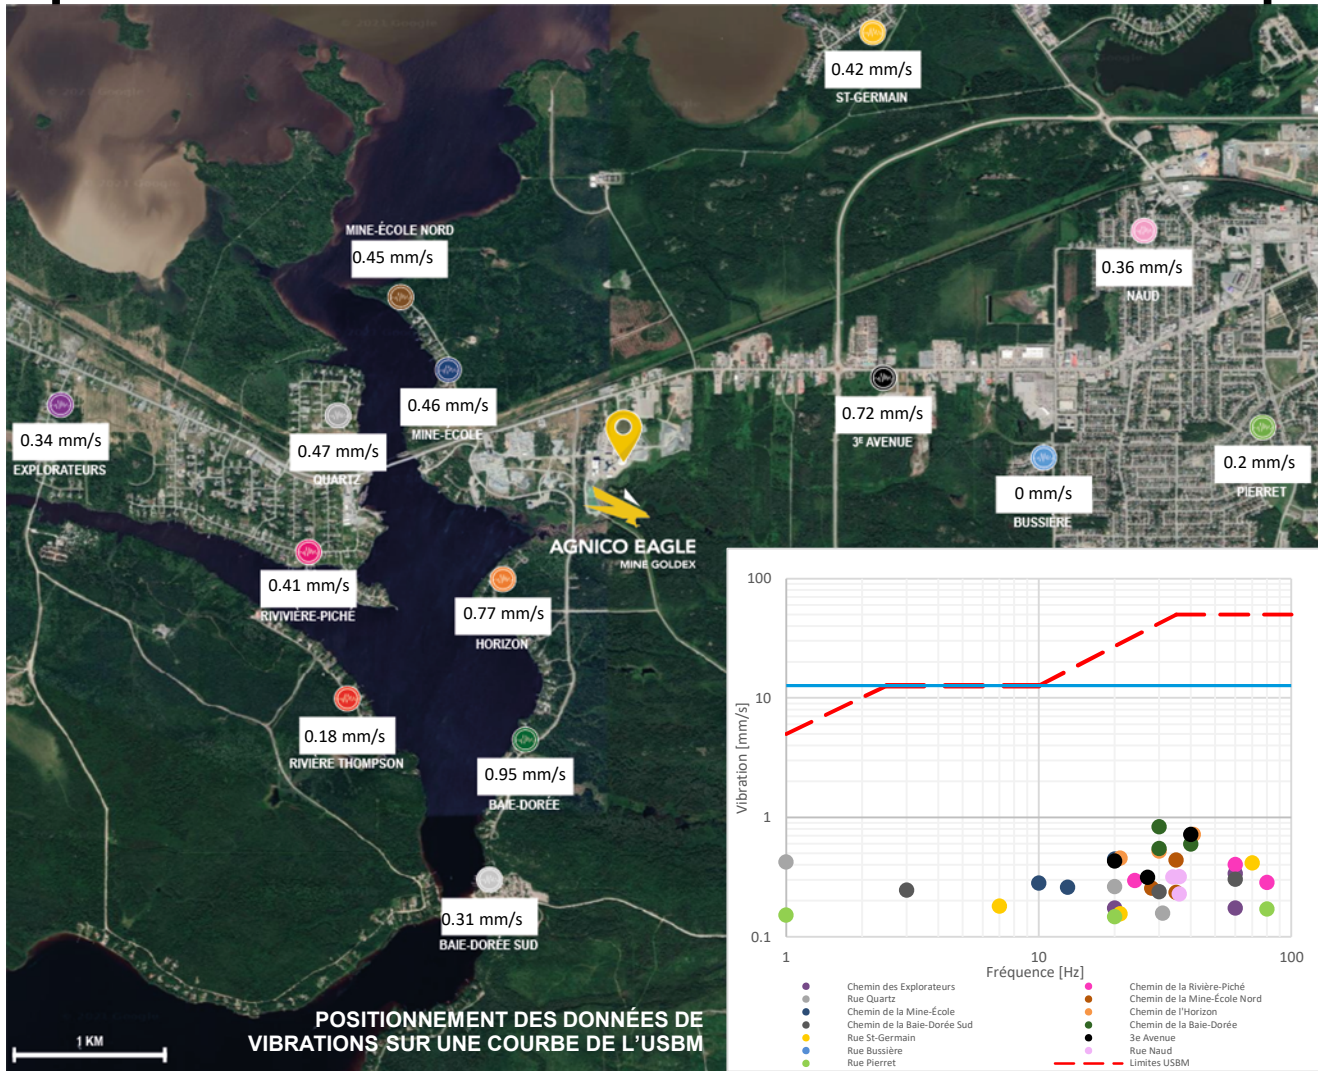 0.42 mm/s
ST-GERMAIN
MINE-ÉCOLE NORD
0.45 mm/s
0.36 mm/s
NAUD
0.46 mm/s
MINE-ÉCOLE
0.34 mm/s
EXPLORATEURS
0.47 mm/s
QUARTZ
0.72 mm/s
3E AVENUE
0.2 mm/s
PIERRET
0 mm/s
BUSSIÈRE
AGNICO EAGLE
MINE GOLDEX
0.41 mm/s
RIVIVIÈRE-PICHÉ
0.77 mm/s
HORIZON
0.18 mm/s
RIVIÈRE THOMPSON
0.95 mm/s
BAIE-DORÉE
0.31 mm/s
BAIE-DORÉE SUD
POSITIONNEMENT DES DONNÉES DE
VIBRATIONS SUR UNE COURBE DE L'USBM
1 KM
100
10
1
0.1
Vibration [mm/s]
1 10 100
Fréquence [Hz]
Chemin des Explorateurs
Chemin de la Rivière-Piché
Rue Quartz
Chemin de la Mine-École Nord
Chemin de la Mine-École
Chemin de l'Horizon
Chemin de la Baie-Dorée Sud
Chemin de la Baie-Dorée
Rue St-Germain
3e Avenue
Rue Bussière
Rue Naud
Rue Pierret
Limites USBM